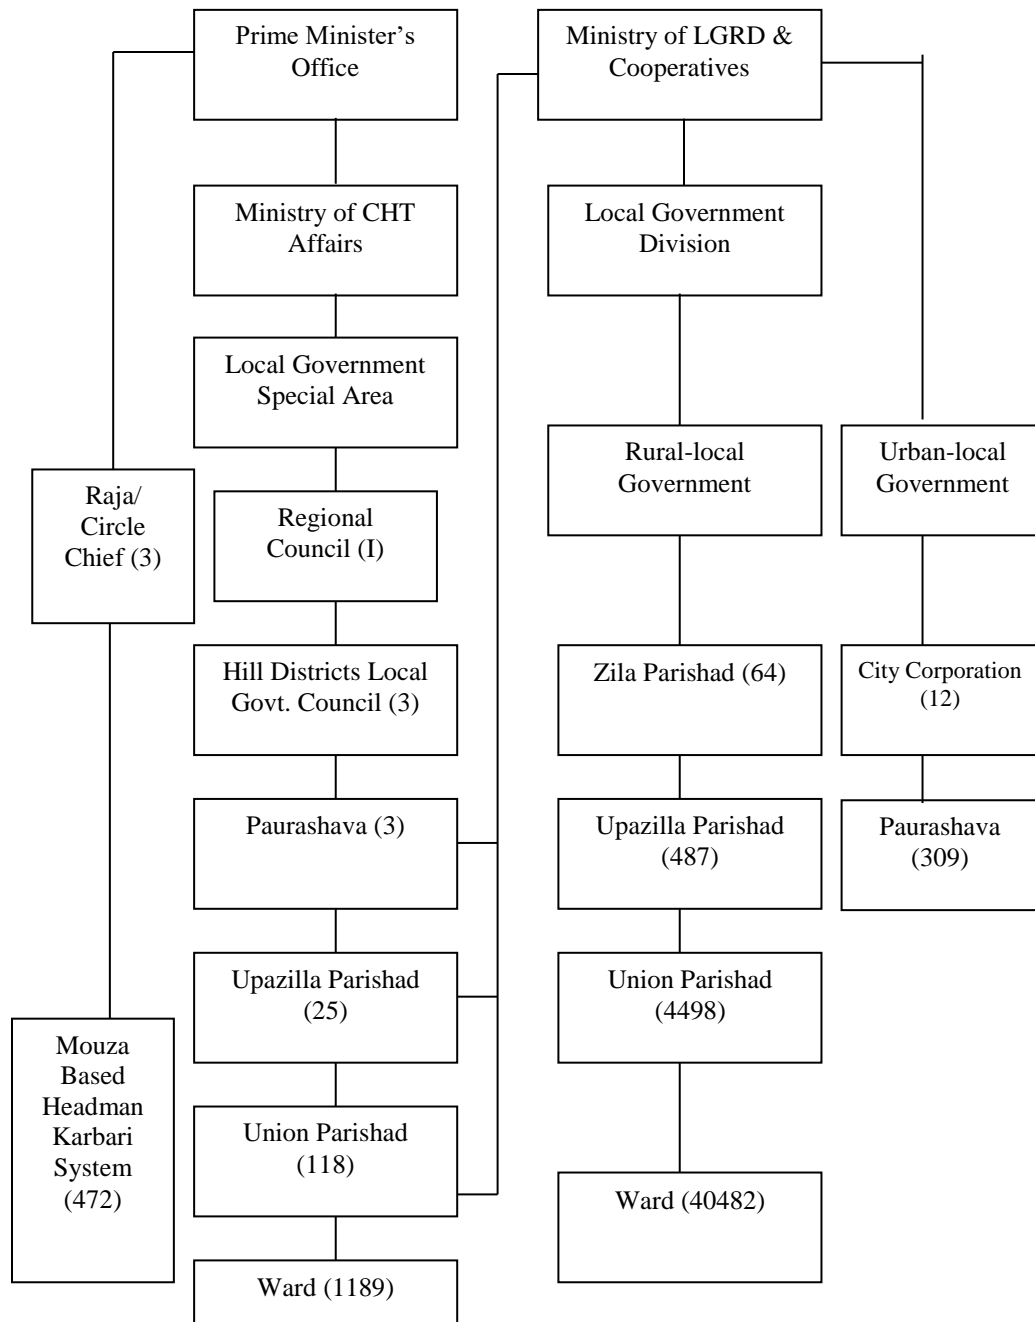 Prime Minister’s
Office
Ministry of LGRD &
Cooperatives
Ministry of CHT
Affairs
Local Government
Division
Local Government
Special Area
Rural-local
Government
Urban-local
Government
Raja/
Circle
Chief (3)
Regional
Council (I)
Hill Districts Local
Govt. Council (3)
Zila Parishad (64)
City Corporation
(12)
Paurashava (3)
Upazilla Parishad
(487)
Paurashava
(309)
Upazilla Parishad
(25)
Union Parishad
(4498)
Mouza
Based
Headman
Karbari
System
(472)
Union Parishad
(118)
Ward (40482)
Ward (1189)